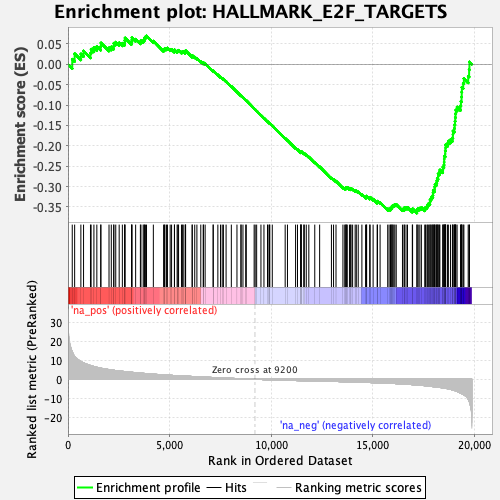 Enrichment plot: HALLMARK_E2F_TARGETS
Enrichment score (ES)
0.05
0.00
-0.05
-0.10
-0.15
-0.20
-0.25
-0.30
-0.35
'na_pos' (positively correlated)
Ranked list metric (PreRanked)
30
20
10
0
-10
-20
Zero cross at 9200
'na_neg' (negatively correlated)
0
5,000
10,000
15,000
20,000
Rank in Ordered Dataset
Enrichment profile
Hits
Ranking metric scores